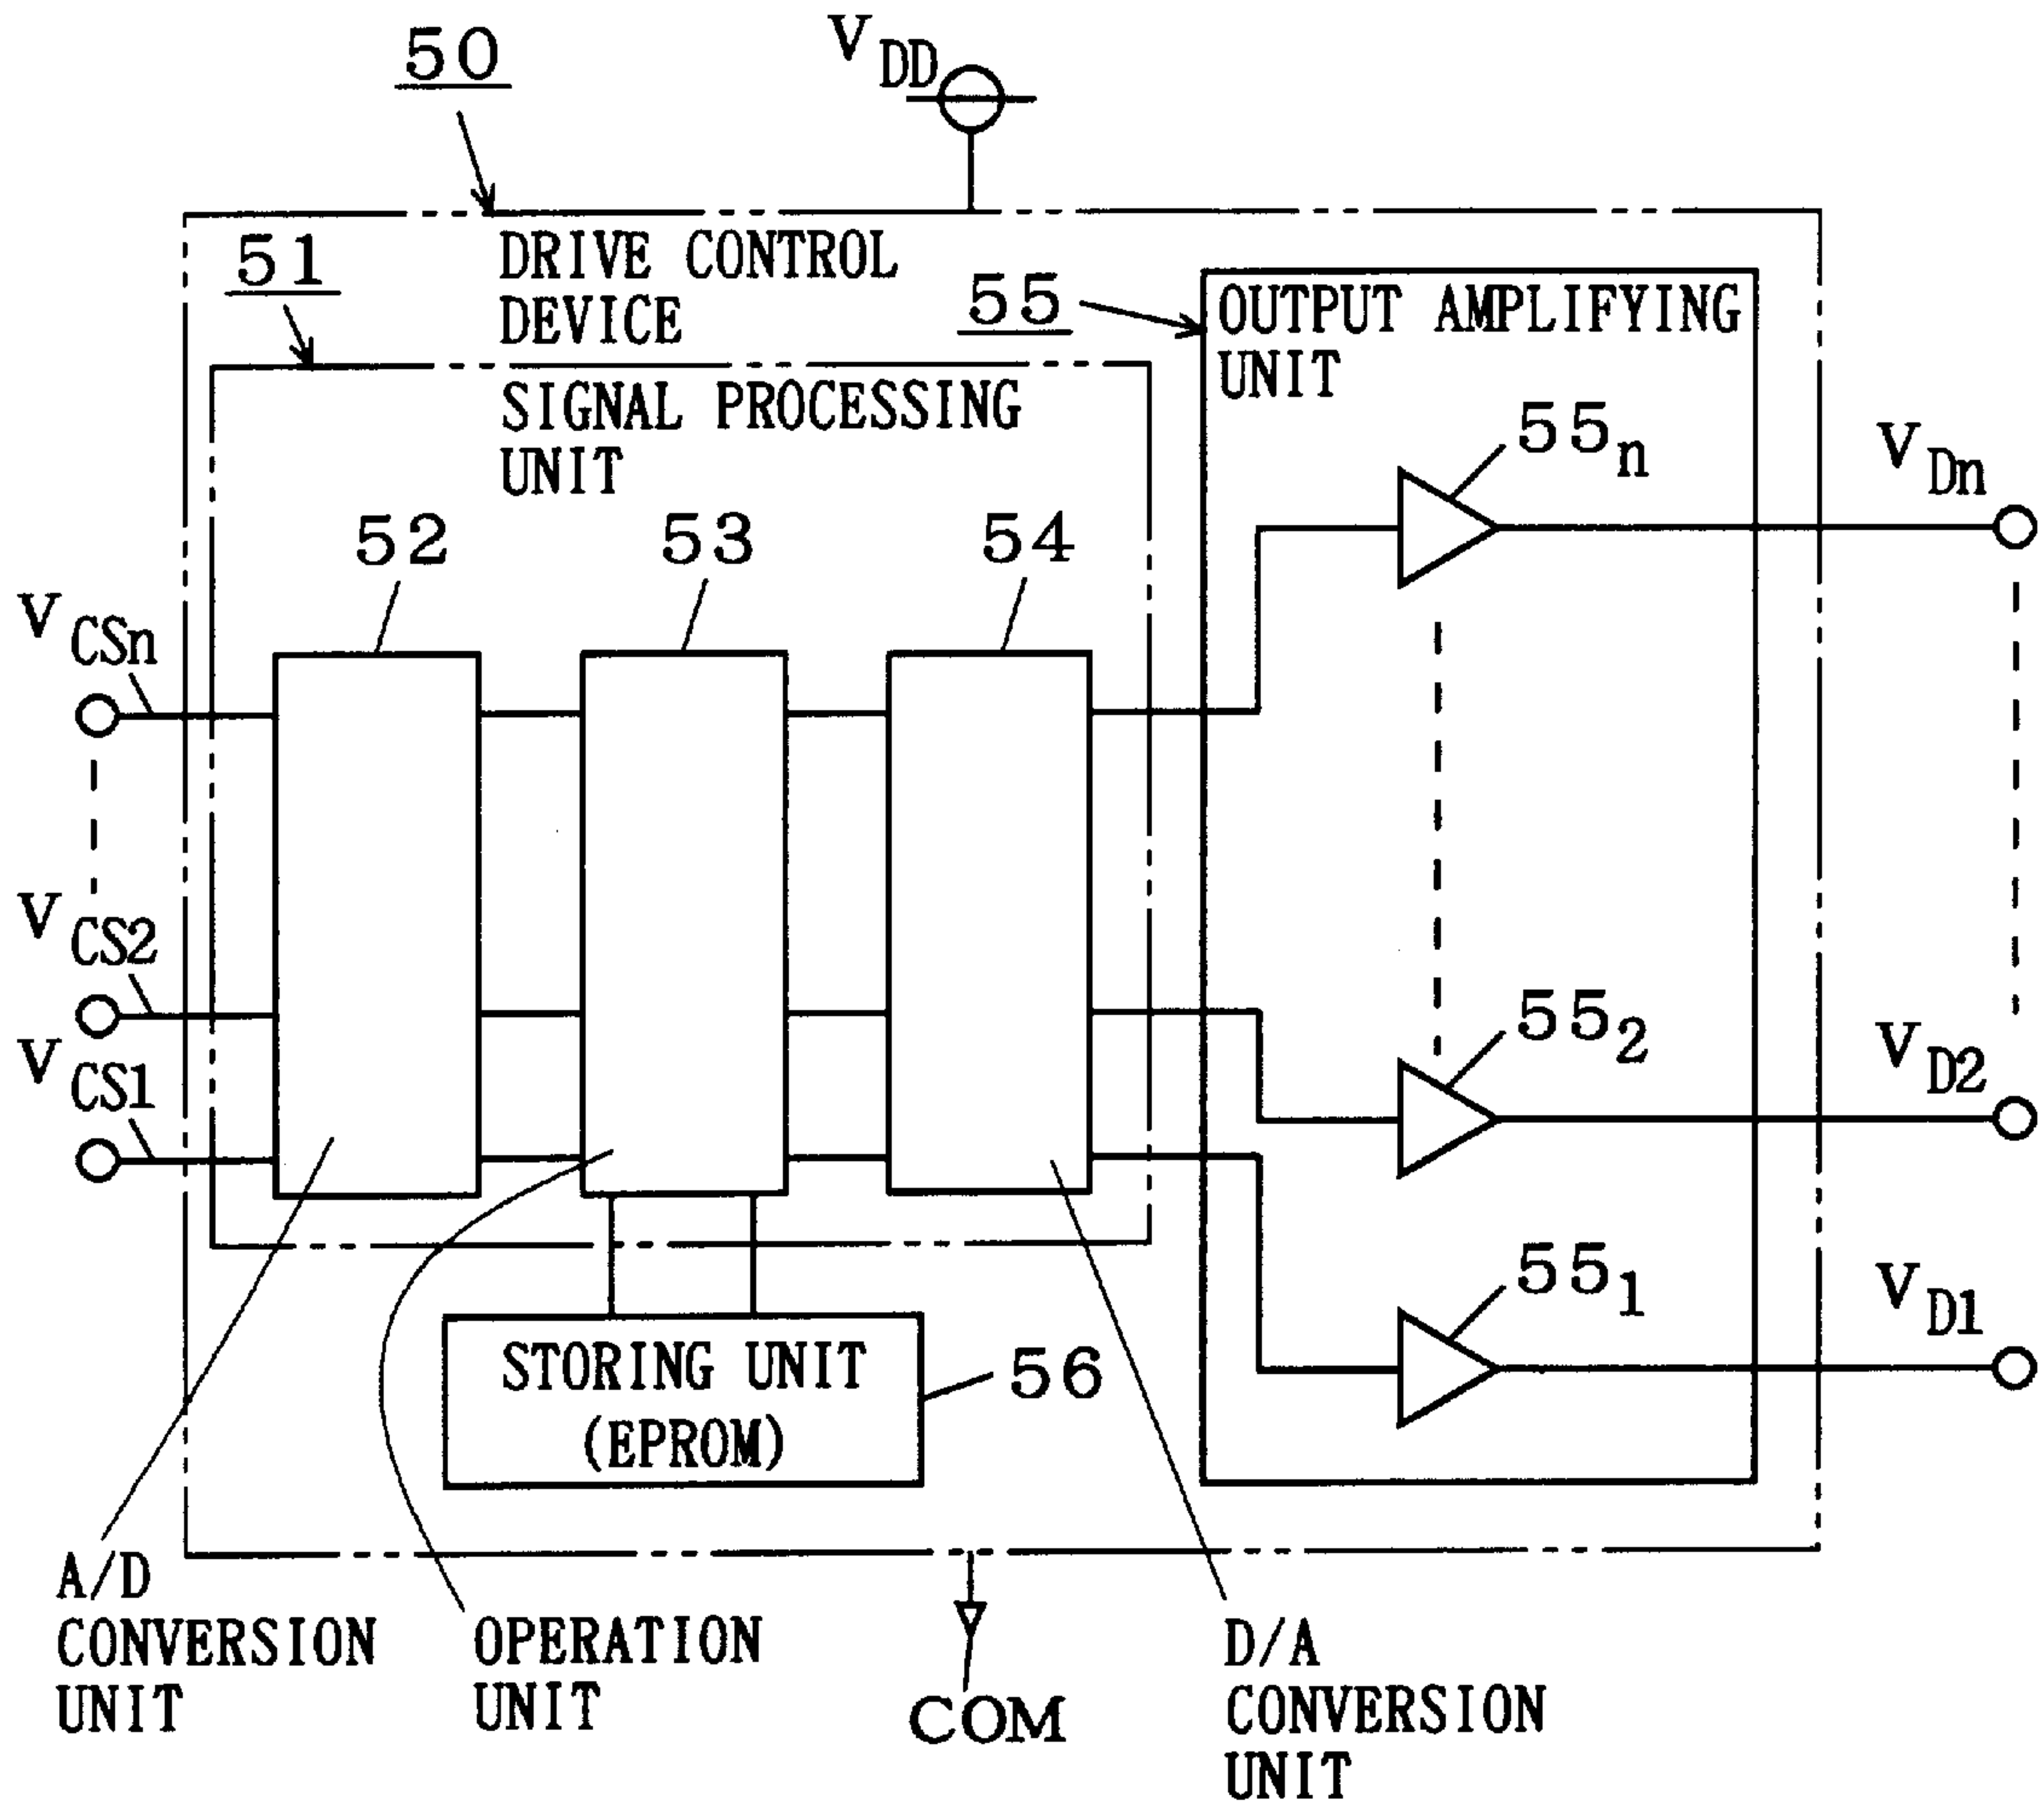 50
V DD
DRIVE CONTROL
DEVICE
51
55
OUTPUT AMPLIFYING
UNIT
SIGNAL PROCESSING
UNIT
55n
VDn
52
53
54
VCSn
VCS2
VCS1
552
VD2
551
VD1
STORING UNIT
(EPROM)
56
A/D
CONVERSION
UNIT
OPERATION
UNIT
COM
D/A
CONVERSION
UNIT